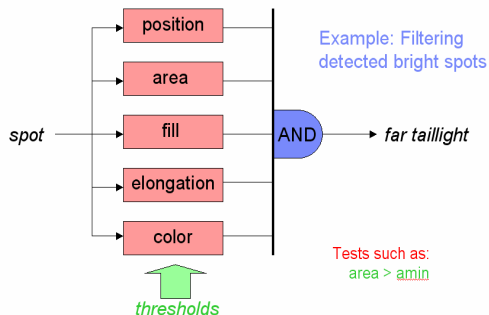 position
Example: Filtering
detected bright spots
area
spot
fill
AND
far taillight
elongation
color
Tests such as:
area > amin
thresholds